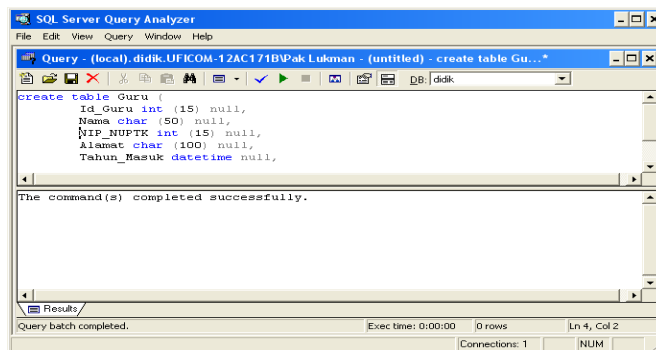 SQL Server Query Analyzer
File Edit View Query Window Help
Query - (local).didik.UFICOM-12AC171B\Pak Lukman - (untitled) - create table Gu...*
DB: didik
create table Guru (
Id_Guru int (15) null,
Nama char (50) null,
NIP_NUPTK int (15) null,
Alamat char (100) null,
Tahun_Masuk datetime null,
The command(s) completed successfully.
Results
Query batch completed. Exec time: 0:00:00 0 rows Ln 4, Col 2
Connections: 1 NUM